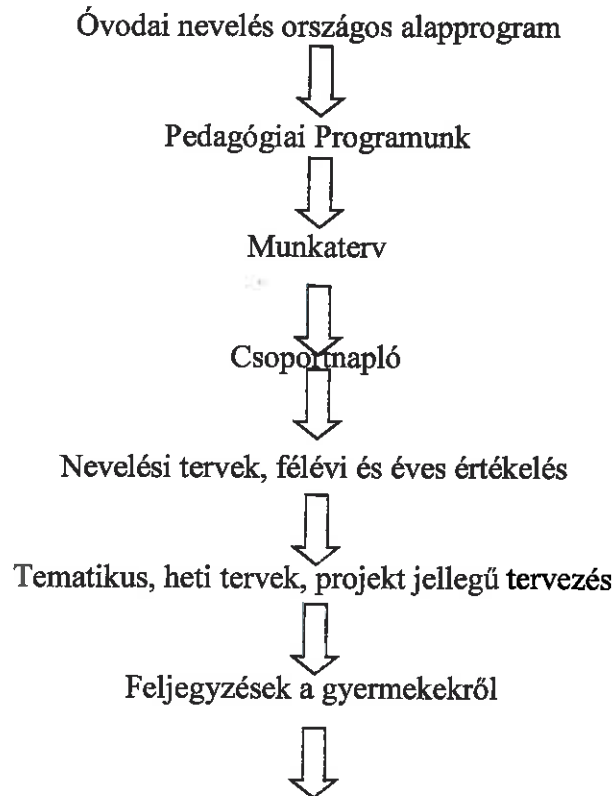 Óvodai nevelés országos alapprogram
Pedagógiai Programunk
Munkaterv
Csoportnapló
Nevelési tervek, félévi és éves értékelés
Tematikus, heti tervek, projekt jellegű tervezés
Feljegyzések a gyermekekről